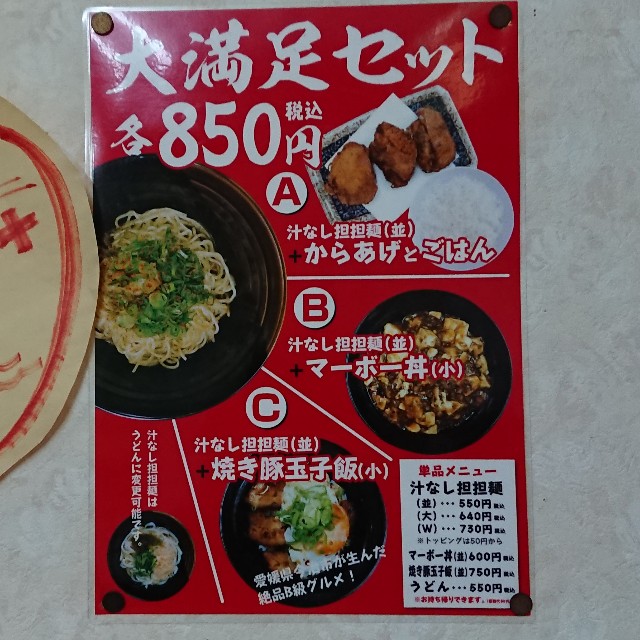 大満足セット
各850円税込
A
汁なし担担麺(並)
+からあげとごはん
B
汁なし担担麺(並)
+マーボー丼(小)
C
汁なし担担麺(並)
+焼き豚玉子飯(小)
汁なし担担麺は
うどんに変更可能です。
愛媛県今治市が生んだ
絶品B級グルメ!
単品メニュー
汁なし担担麺
(並)･･･550円税込
(大)･･･640円税込
(W)･･･730円税込
※トッピングは50円から
マーボー丼(並)600円税込
焼き豚玉子飯(並)750円税込
うどん･･･550円税込
※お持ち帰りできます。